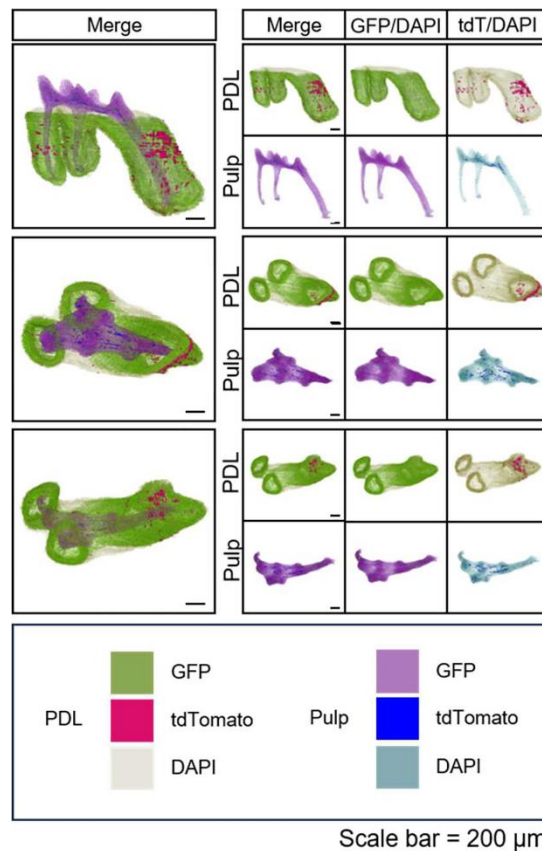 Merge
Merge GFP/DAPI tdT/DAPI
PDL
Pulp
PDL
Pulp
PDL
Pulp
GFP GFP
PDL tdTomato Pulp tdTomato
DAPI DAPI
Scale bar = 200 μm